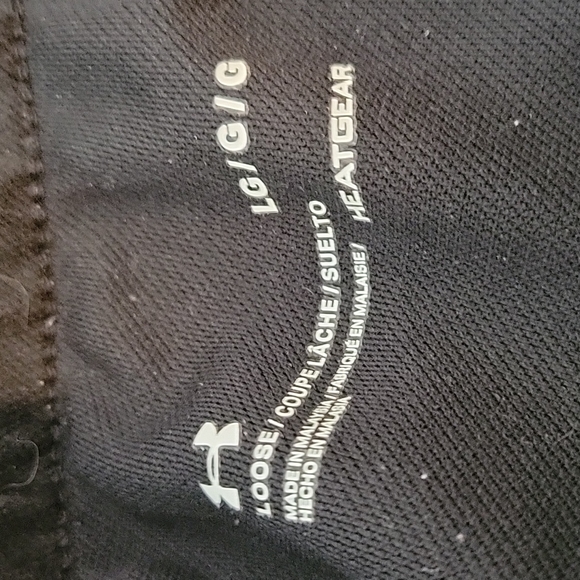 LG / G / G
LOOSE / COUPE LÂCHE / SUELTO
MADE IN MALAYSIA / FABRIQUÉ EN MALAISIE /
HECHO EN MALASIA
HEATGEAR